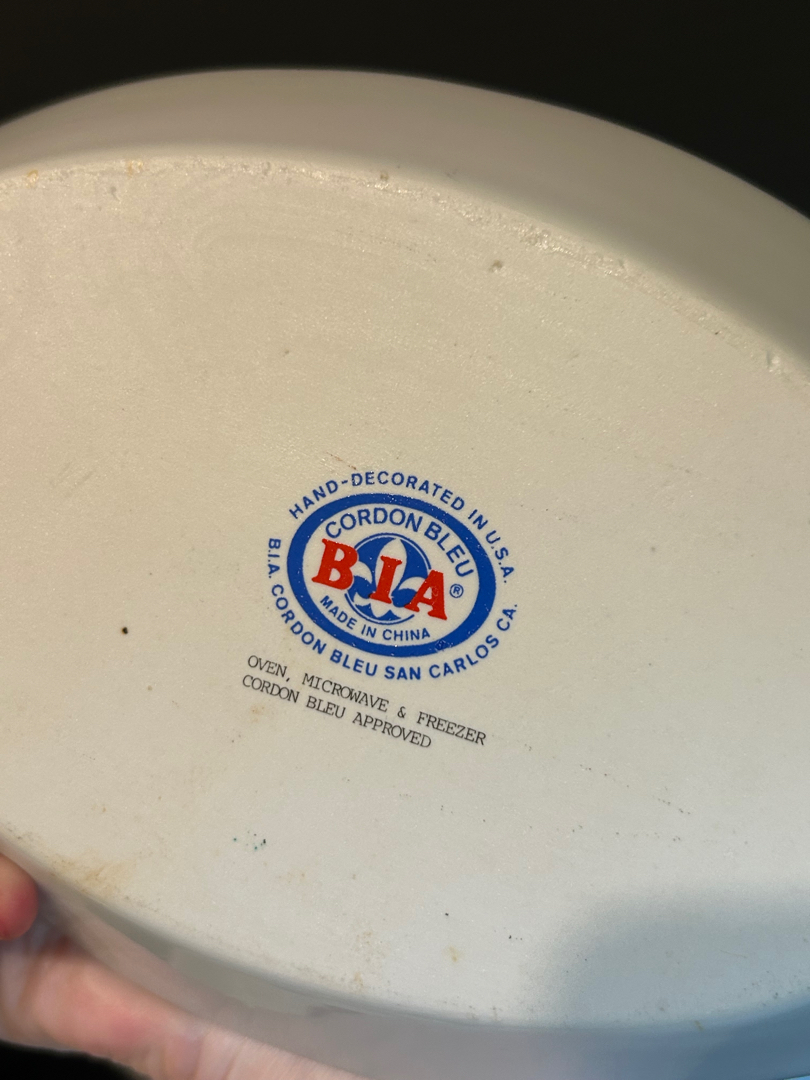 HAND-DECORATED IN U.S.A.
CORDON BLEU
B.I.A®
MADE IN CHINA
B.I.A. CORDON BLEU SAN CARLOS CA.
OVEN, MICROWAVE & FREEZER
CORDON BLEU APPROVED